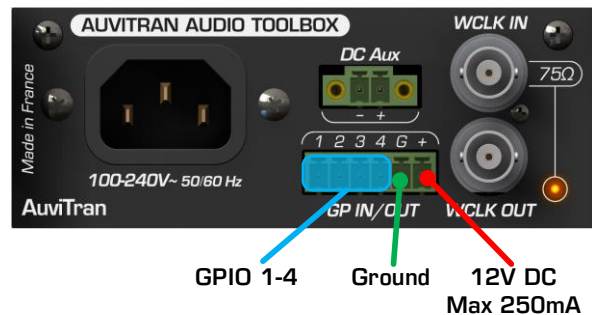 AUVITRAN AUDIO TOOLBOX
WCLK IN
DC Aux
75Ω
- +
Made in France
1 2 3 4 G +
100-240V~ 50/60 Hz
AuviTran
GP IN/OUT
WCLK OUT
GPIO 1-4
Ground
12V DC
Max 250mA